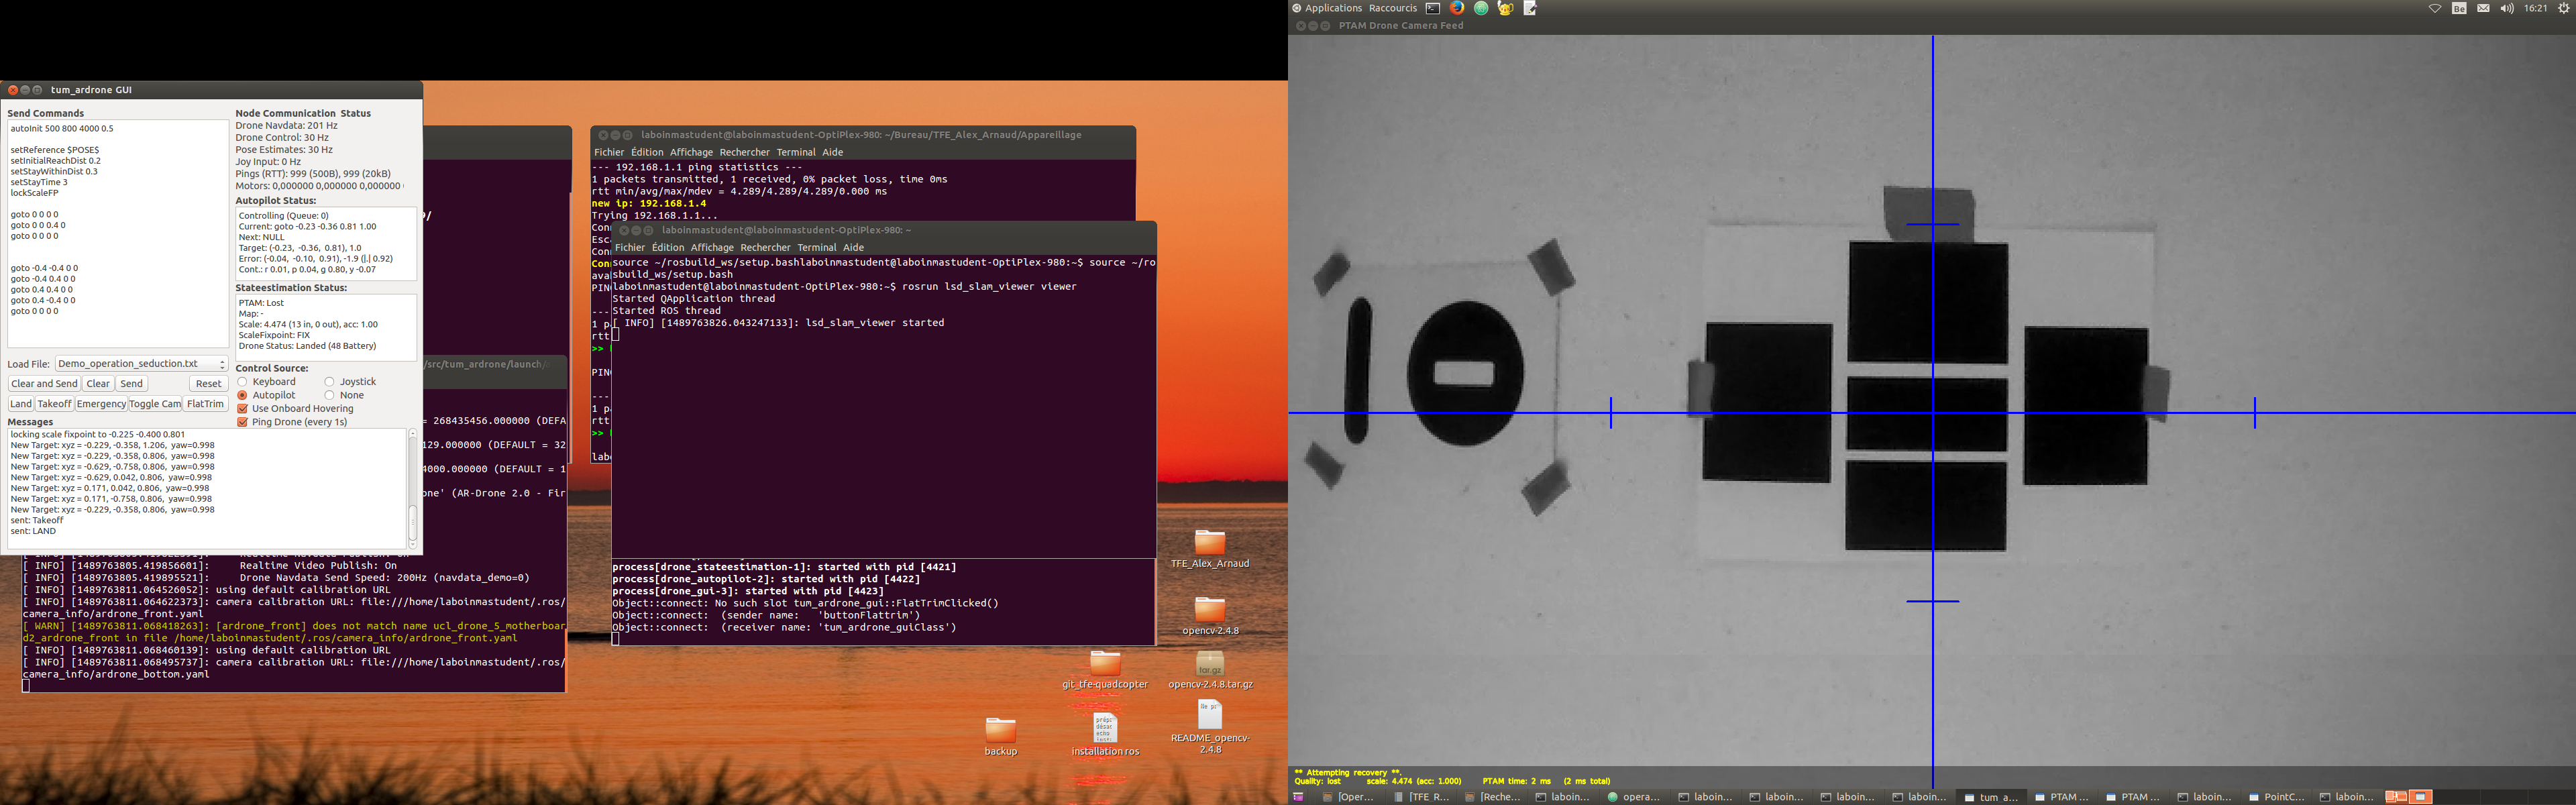 tum_ardrone GUI
Send Commands
autoInit 500 800 4000 0.5
setReference $POSE$
setInitialReachDist 0.2
setStayWithinDist 0.3
setStayTime 3
lockScaleFP
goto 0 0 0 0
goto 0 0 0.4 0
goto 0 0 0 0
goto -0.4 -0.4 0 0
goto -0.4 0.4 0 0
goto 0.4 0.4 0 0
goto 0.4 -0.4 0 0
goto 0 0 0 0
Load File: Demo_operation_seduction.txt
Clear and Send Clear Send Reset
Land Takeoff Emergency Toggle Cam FlatTrim
Node Communication Status
Drone Navdata: 201 Hz
Drone Control: 30 Hz
Pose Estimates: 30 Hz
Joy Input: 0 Hz
Pings (RTT): 999 (500B), 999 (20kB)
Motors: 0,000000 0,000000 0,000000
Autopilot Status:
Controlling (Queue: 0)
Current: goto -0.23 -0.36 0.81 1.00
Next: NULL
Target: (-0.23, -0.36, 0.81), 1.0
Error: (-0.04, -0.10, 0.91), -1.9 (|.| 0.92)
Cont.: r 0.01, p 0.04, g 0.80, y -0.07
Stateestimation Status:
PTAM: Lost
Map: -
Scale: 4.474 (13 in, 0 out), acc: 1.00
ScaleFixpoint: FIX
Drone Status: Landed (48 Battery)
Control Source:
Keyboard Joystick
Autopilot None
Use Onboard Hovering
Ping Drone (every 1s)
Messages
locking scale fixpoint to -0.225 -0.400 0.801
New Target: xyz = -0.229, -0.358, 1.206, yaw=0.998
New Target: xyz = -0.229, -0.358, 0.806, yaw=0.998
New Target: xyz = -0.629, -0.758, 0.806, yaw=0.998
New Target: xyz = -0.629, 0.042, 0.806, yaw=0.998
New Target: xyz = 0.171, 0.042, 0.806, yaw=0.998
New Target: xyz = 0.171, -0.758, 0.806, yaw=0.998
New Target: xyz = -0.229, -0.358, 0.806, yaw=0.998
sent: Takeoff
sent: LAND
/src/tum_ardrone/launch/
= 268435456.000000 (DEFA
129.000000 (DEFAULT = 32
4000.000000 (DEFAULT = 1
one' (AR-Drone 2.0 - Fir
Realtime Video Publish: On
[ INFO] [1489763805.419895521]: Drone Navdata Send Speed: 200Hz (navdata_demo=0)
[ INFO] [1489763811.064526052]: using default calibration URL
[ INFO] [1489763811.064622373]: camera calibration URL: file:///home/laboinmastudent/.ros/
camera_info/ardrone_front.yaml
[ WARN] [1489763811.068418263]: [ardrone_front] does not match name ucl_drone_5_motherboar
d2_ardrone_front in file /home/laboinmastudent/.ros/camera_info/ardrone_front.yaml
[ INFO] [1489763811.068460139]: using default calibration URL
[ INFO] [1489763811.068495737]: camera calibration URL: file:///home/laboinmastudent/.ros/
camera_info/ardrone_bottom.yaml
laboinmastudent@laboinmastudent-OptiPlex-980: ~/Bureau/TFE_Alex_Arnaud/Appareillage
Fichier Édition Affichage Rechercher Terminal Aide
--- 192.168.1.1 ping statistics ---
1 packets transmitted, 1 received, 0% packet loss, time 0ms
rtt min/avg/max/mdev = 4.289/4.289/4.289/0.000 ms
new ip: 192.168.1.4
Trying 192.168.1.1...
laboinmastudent@laboinmastudent-OptiPlex-980: ~
Fichier Édition Affichage Rechercher Terminal Aide
source ~/rosbuild_ws/setup.bashlaboinmastudent@laboinmastudent-OptiPlex-980:~$ source ~/ro
sbuild_ws/setup.bash
laboinmastudent@laboinmastudent-OptiPlex-980:~$ rosrun lsd_slam_viewer viewer
Started QApplication thread
Started ROS thread
[ INFO] [1489763826.043247133]: lsd_slam_viewer started
process[drone_stateestimation-1]: started with pid [4421]
process[drone_autopilot-2]: started with pid [4422]
process[drone_gui-3]: started with pid [4423]
Object::connect: No such slot tum_ardrone_gui::FlatTrimClicked()
Object::connect: (sender name: 'buttonFlattrim')
Object::connect: (receiver name: 'tum_ardrone_guiClass')
TFE_Alex_Arnaud
opencv-2.4.8
git_tfe-quadcopter
opencv-2.4.8.tar.gz
backup
installation ros
README_opencv-
2.4.8
Applications Raccourcis
Be 16:21
PTAM Drone Camera Feed
** Attempting recovery **.
Quality: lost scale: 4.474 (acc: 1.000) PTAM time: 2 ms (2 ms total)
[Oper... [TFE_R... [Reche... laboin... opera... laboin... laboin... laboin... laboin... tum_a... PTAM ... PTAM ... laboin... PointC... laboin...